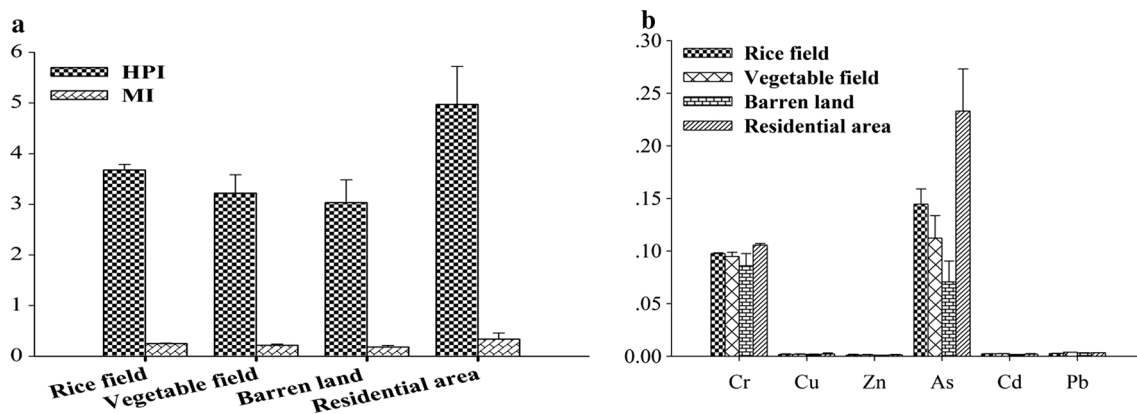 a
6
5
4
3
2
1
0
HPI
MI
Rice field
Vegetable field
Barren land
Residential area
b
.30
.25
.20
.15
.10
.05
0.00
Rice field
Vegetable field
Barren land
Residential area
Cr Cu Zn As Cd Pb